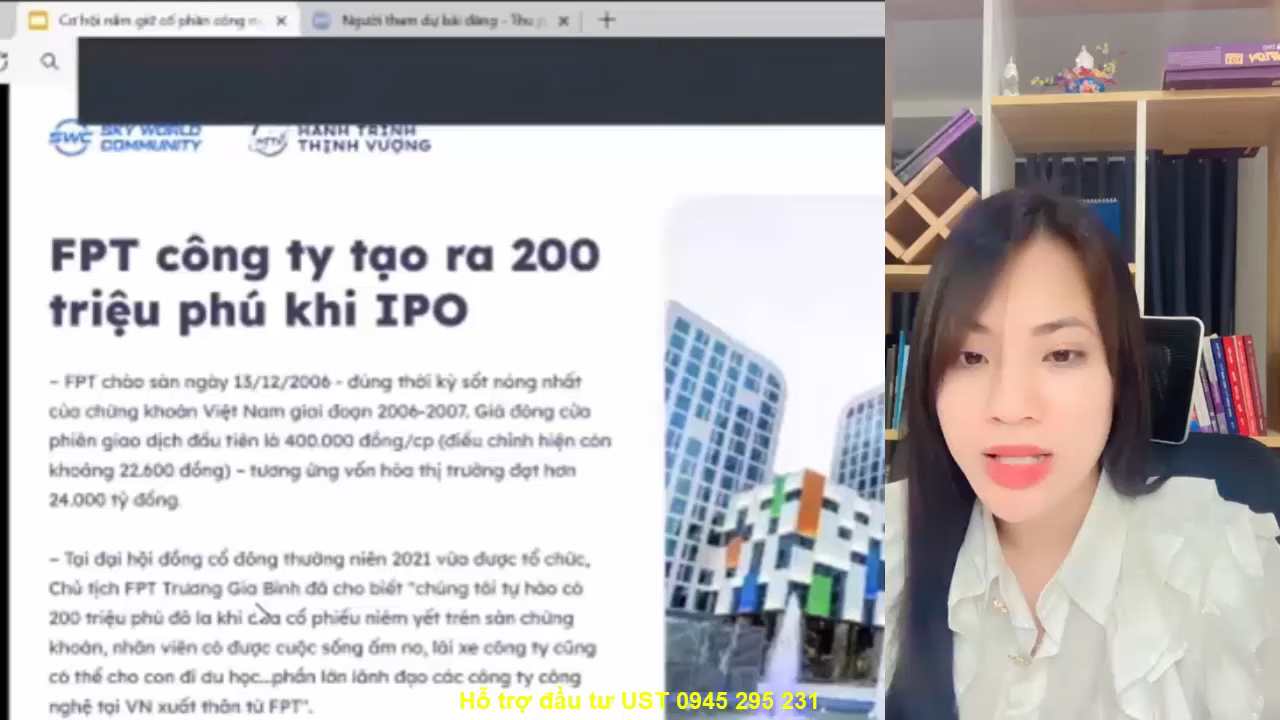 Cơ hội nắm giữ cổ phần công
Người tham dự bài đăng - Thu
SWC SKY WORLD
COMMUNITY
HÀNH TRÌNH
THỊNH VƯỢNG
FPT công ty tạo ra 200
triệu phú khi IPO
– FPT chào sàn ngày 13/12/2006 - đúng thời kỳ sốt nóng nhất
của chứng khoán Việt Nam giai đoạn 2006-2007. Giá đóng cửa
phiên giao dịch đầu tiên là 400.000 đồng/cp (điều chỉnh hiện còn
khoảng 22.600 đồng) – tương ứng vốn hóa thị trường đạt hơn
24.000 tỷ đồng.
– Tại đại hội đồng cổ đông thường niên 2021 vừa được tổ chức,
Chủ tịch FPT Trương Gia Bình đã cho biết "chúng tôi tự hào có
200 triệu phú đô la khi cổ phiếu niêm yết trên sàn chứng
khoán, nhân viên có được cuộc sống ấm no, lái xe công ty cũng
có thể cho con đi du học...phần lớn lãnh đạo các công ty công
nghệ tại VN xuất thân từ FPT".
Hỗ trợ đầu tư UST 0945 295 231